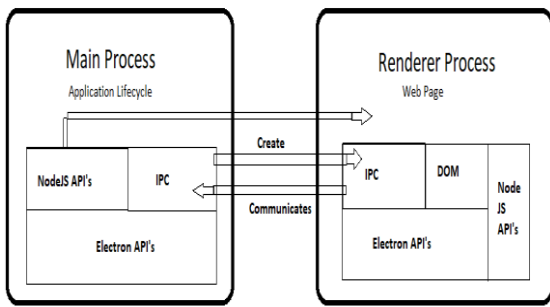 Main Process
Application Lifecycle
NodeJS API's
IPC
Electron API's
Create
Communicates
Renderer Process
Web Page
IPC
DOM
Node
JS
API's
Electron API's